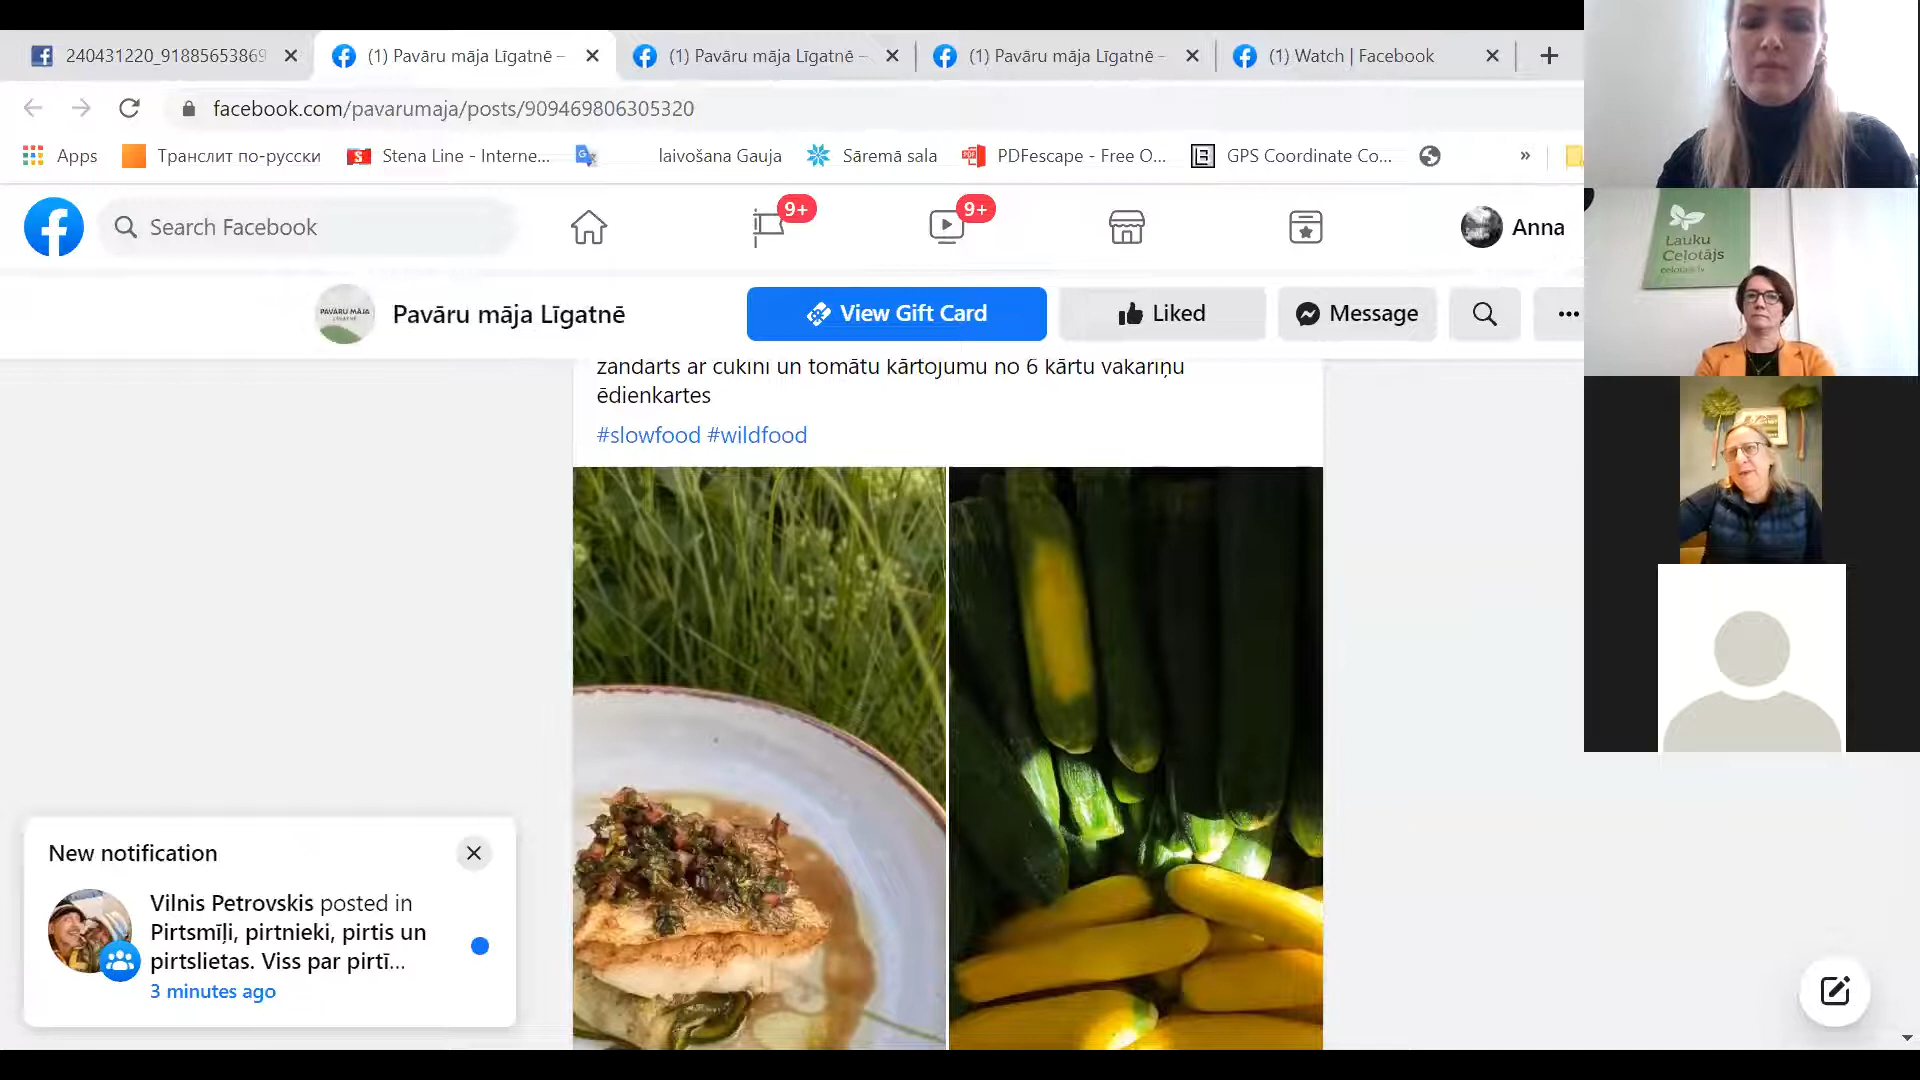 240431220_91885653869
(1) Pavāru māja Līgatnē –
(1) Pavāru māja Līgatnē –
(1) Pavāru māja Līgatnē –
(1) Watch | Facebook
facebook.com/pavarumaja/posts/909469806305320
Apps
Транслит по-русски
Stena Line - Interne...
laivošana Gauja
Sāremā sala
PDFescape - Free O...
GPS Coordinate Co...
»
Search Facebook
9+
9+
Anna
PAVĀRU MĀJA
Pavāru māja Līgatnē
View Gift Card
Liked
Message
zandarts ar cukini un tomātu kārtojumu no 6 kārtu vakariņu
ēdienkartes
#slowfood #wildfood
New notification
Vilnis Petrovskis posted in
Pirtsmīļi, pirtnieki, pirtis un
pirtslietas. Viss par pirtī...
3 minutes ago
Lauku
Ceļotājs
celotajs.lv